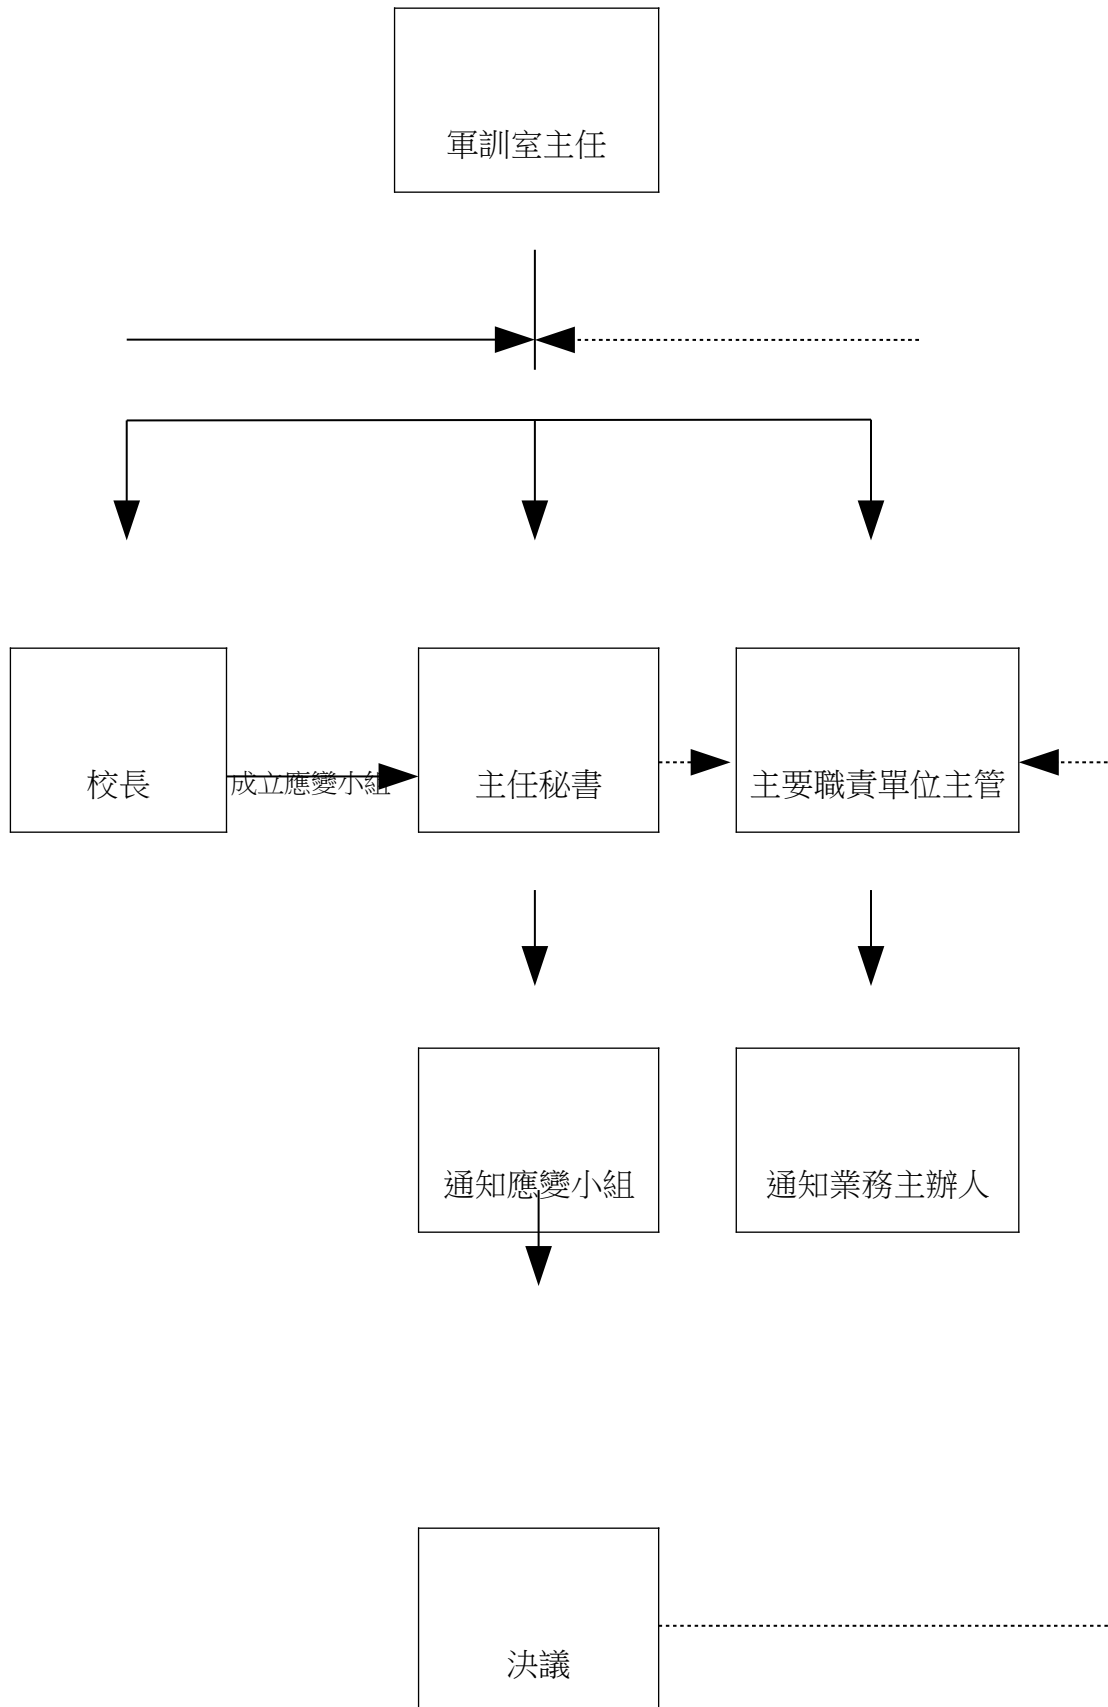 軍訓室主任
校長
成立應變小組
主任秘書
主要職責單位主管
通知應變小組
通知業務主辦人
決議